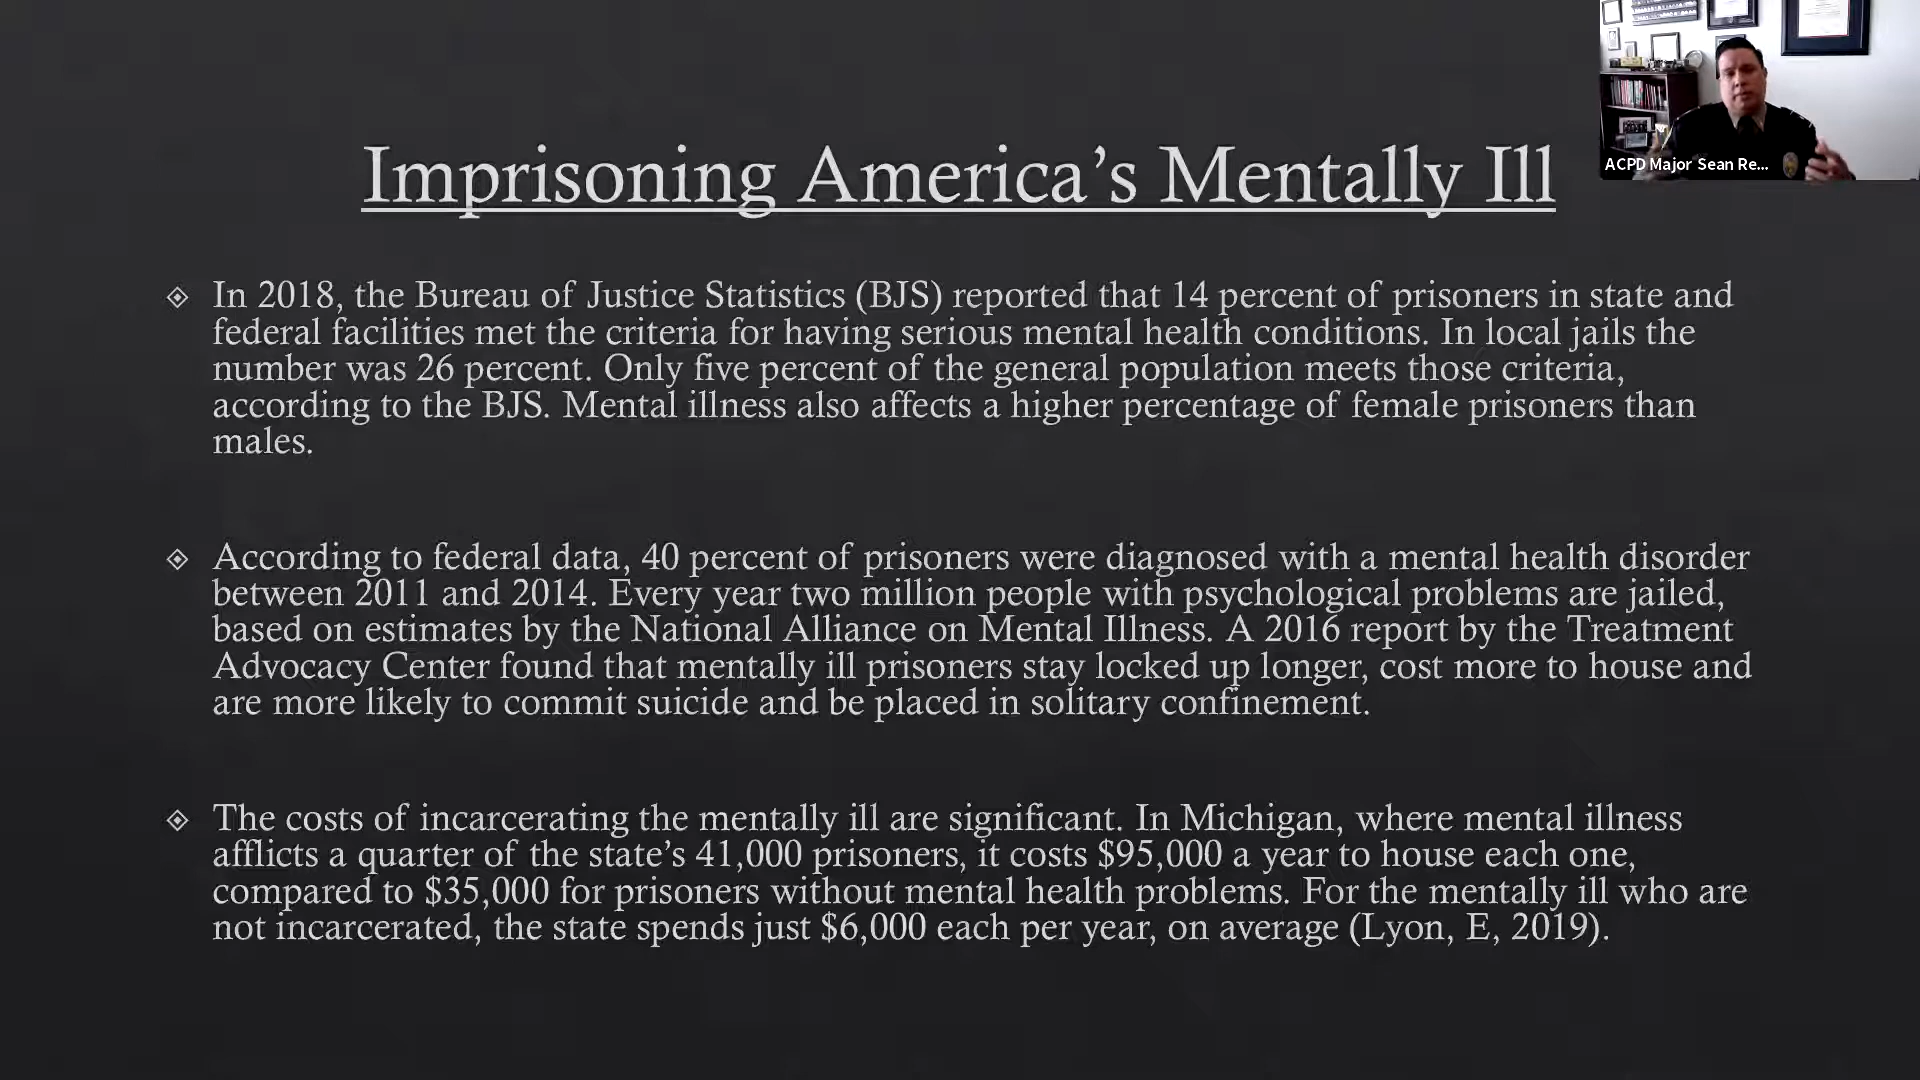 ACPD Major Sean Re...
Imprisoning America’s Mentally Ill
In 2018, the Bureau of Justice Statistics (BJS) reported that 14 percent of prisoners in state and
federal facilities met the criteria for having serious mental health conditions. In local jails the
number was 26 percent. Only five percent of the general population meets those criteria,
according to the BJS. Mental illness also affects a higher percentage of female prisoners than
males.
According to federal data, 40 percent of prisoners were diagnosed with a mental health disorder
between 2011 and 2014. Every year two million people with psychological problems are jailed,
based on estimates by the National Alliance on Mental Illness. A 2016 report by the Treatment
Advocacy Center found that mentally ill prisoners stay locked up longer, cost more to house and
are more likely to commit suicide and be placed in solitary confinement.
The costs of incarcerating the mentally ill are significant. In Michigan, where mental illness
afflicts a quarter of the state’s 41,000 prisoners, it costs $95,000 a year to house each one,
compared to $35,000 for prisoners without mental health problems. For the mentally ill who are
not incarcerated, the state spends just $6,000 each per year, on average (Lyon, E, 2019).